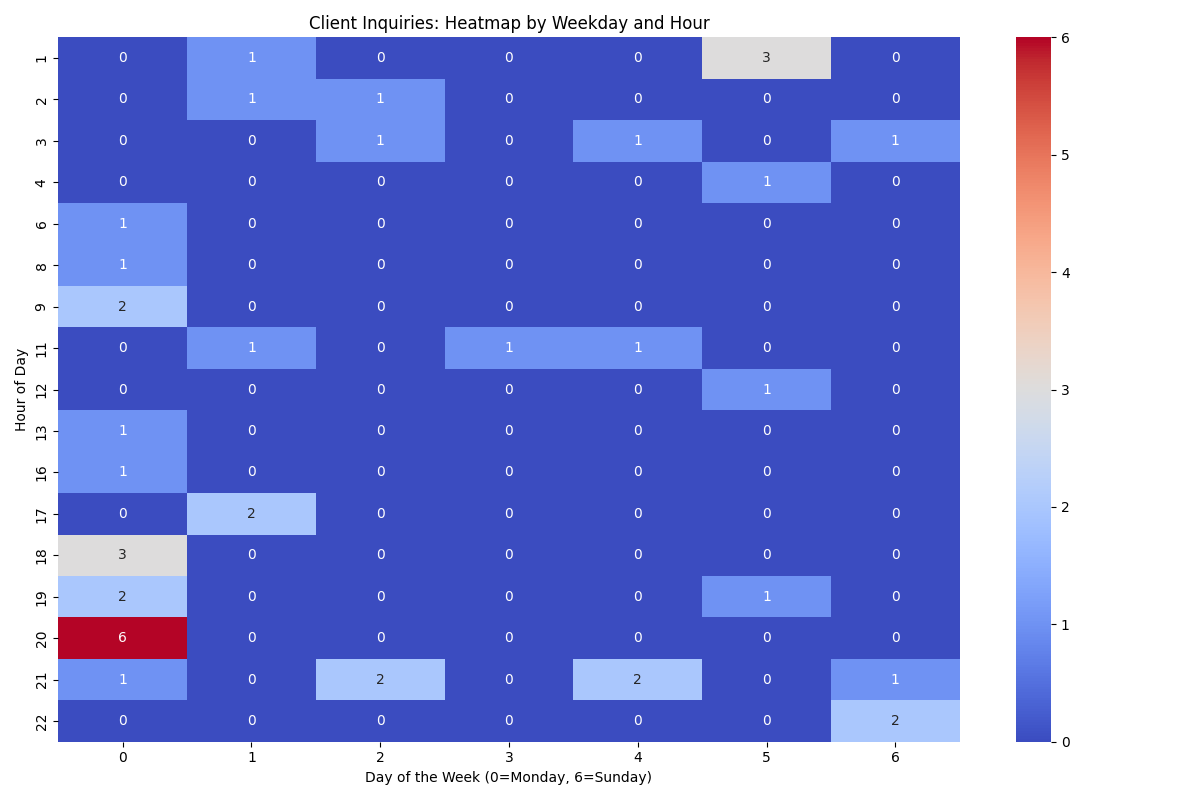 Client Inquiries: Heatmap by Weekday and Hour
1 0 1 0 0 0 3 0
2 0 1 1 0 0 0 0
3 0 0 1 0 1 0 1
4 0 0 0 0 0 1 0
6 1 0 0 0 0 0 0
8 1 0 0 0 0 0 0
9 2 0 0 0 0 0 0
11 0 1 0 1 1 0 0
12 0 0 0 0 0 1 0
13 1 0 0 0 0 0 0
16 1 0 0 0 0 0 0
17 0 2 0 0 0 0 0
18 3 0 0 0 0 0 0
19 2 0 0 0 0 1 0
20 6 0 0 0 0 0 0
21 1 0 2 0 2 0 1
22 0 0 0 0 0 0 2
Hour of Day
0 1 2 3 4 5 6
Day of the Week (0=Monday, 6=Sunday)
6
5
4
3
2
1
0